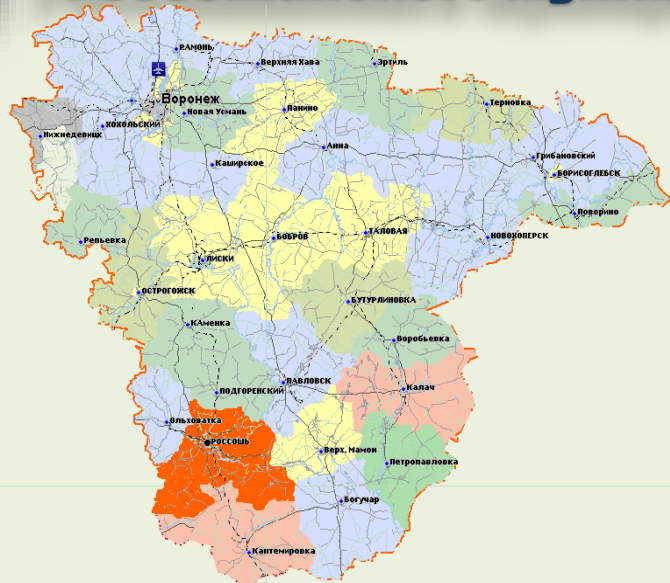 РАМОНЬ
Верхняя Хава
Эртиль
Воронеж
Новая Усмань
Панино
Терновка
ХОХОЛЬСКИЙ
Нижнедевицк
Анна
Каширское
Грибановский
БОРИСОГЛЕБСК
Поворино
Репьевка
БОБРОВ
ТАЛОВАЯ
НОВОХОПЕРСК
ЛИСКИ
ОСТРОГОЖСК
БУТУРЛИНОВКА
КАменка
Воробьевка
ПАВЛОВСК
ПОДГОРЕНСКИЙ
Калач
Ольховатка
РОССОШЬ
Верх. Мамон
Петропавловка
Богучар
Кантемировка